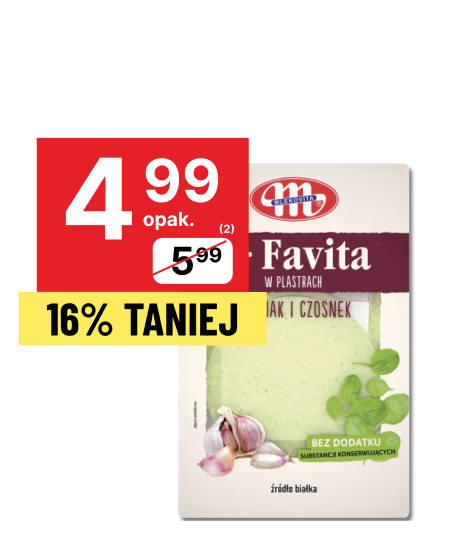 4 99
opak.
(2)
5 99
16% TANIEJ
MLEKOVITA
Favita
W PLASTRACH
I CZOSNEK
BEZ DODATKU
SUBSTANCJI KONSERWUJĄCYCH
źródło białka